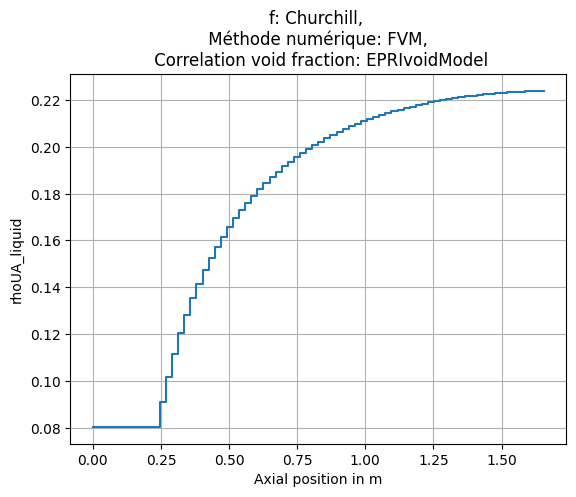 f: Churchill,
Méthode numérique: FVM,
Correlation void fraction: EPRIvoidModel
rhoUA_liquid
0.22
0.20
0.18
0.16
0.14
0.12
0.10
0.08
0.00 0.25 0.50 0.75 1.00 1.25 1.50
Axial position in m